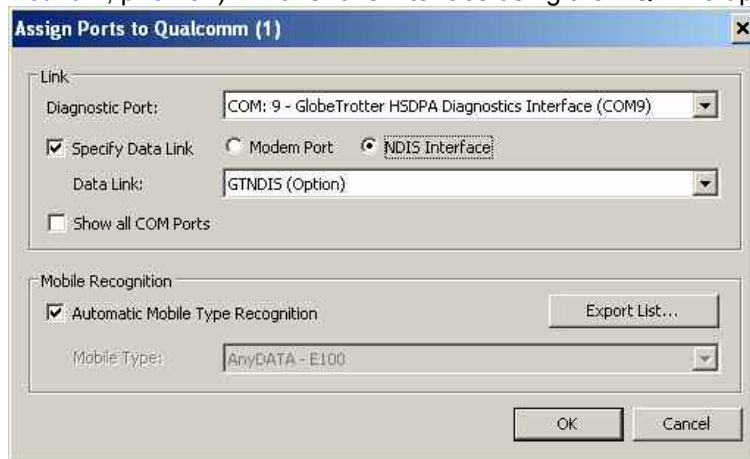 Assign Ports to Qualcomm (1)
Link
Diagnostic Port: COM: 9 - GlobeTrotter HSDPA Diagnostics Interface (COM9)
Specify Data Link Modem Port NDIS Interface
Data Link: GTNDIS (Option)
Show all COM Ports
Mobile Recognition
Automatic Mobile Type Recognition Export List...
Mobile Type: AnyDATA - E100
OK Cancel